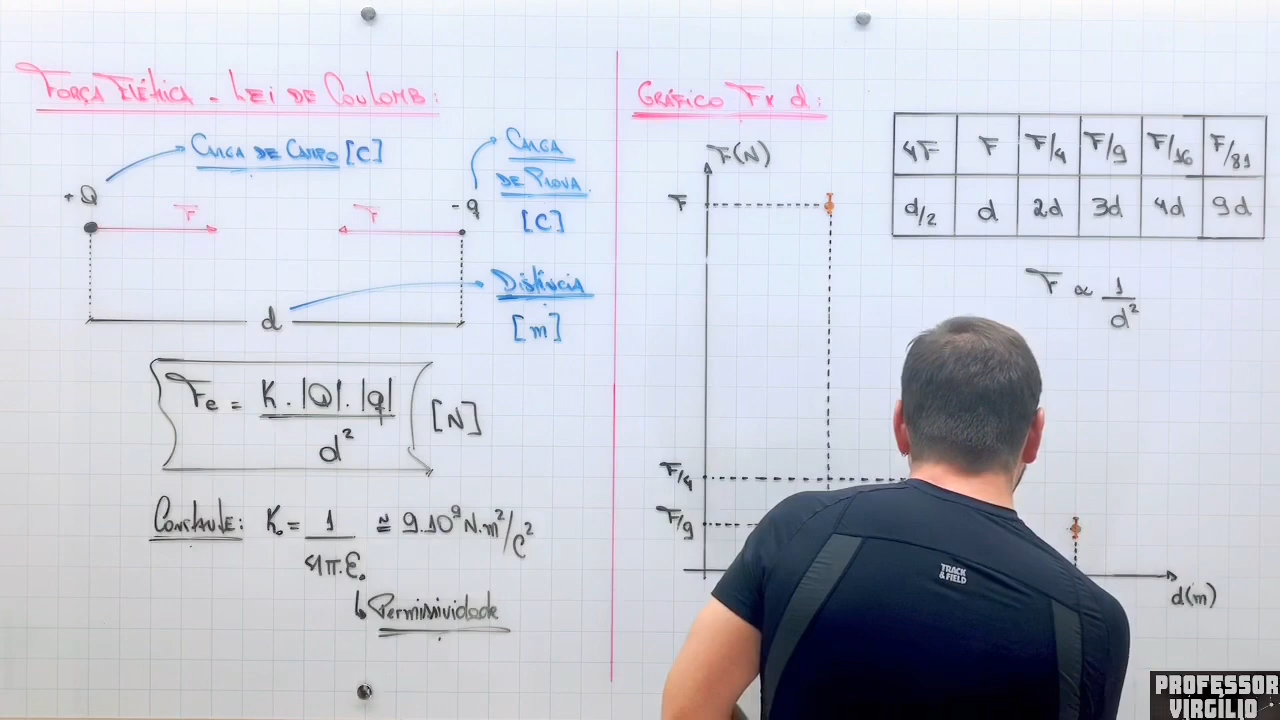 FORÇA ELÉTRICA - LEI DE COULOMB:
CARGA DE CAMPO [C]
CARGA
DE PROVA.
[C]
+Q
-q
F
F
DISTÂNCIA
[m]
d
Fe = K . |Q| . |q| / d² [N]
CONSTANTE: K = 1 / 4π.ε. ≅ 9.10⁹ N.m²/C²
Permissividade
GRÁFICO F x d:
F(N)
F
F/4
F/9
d(m)
4F F F/4 F/9 F/16 F/81
d/2 d 2d 3d 4d 9d
F ∝ 1/d²
TRACK
&FIELD
PROFESSOR
VIRGÍLIO